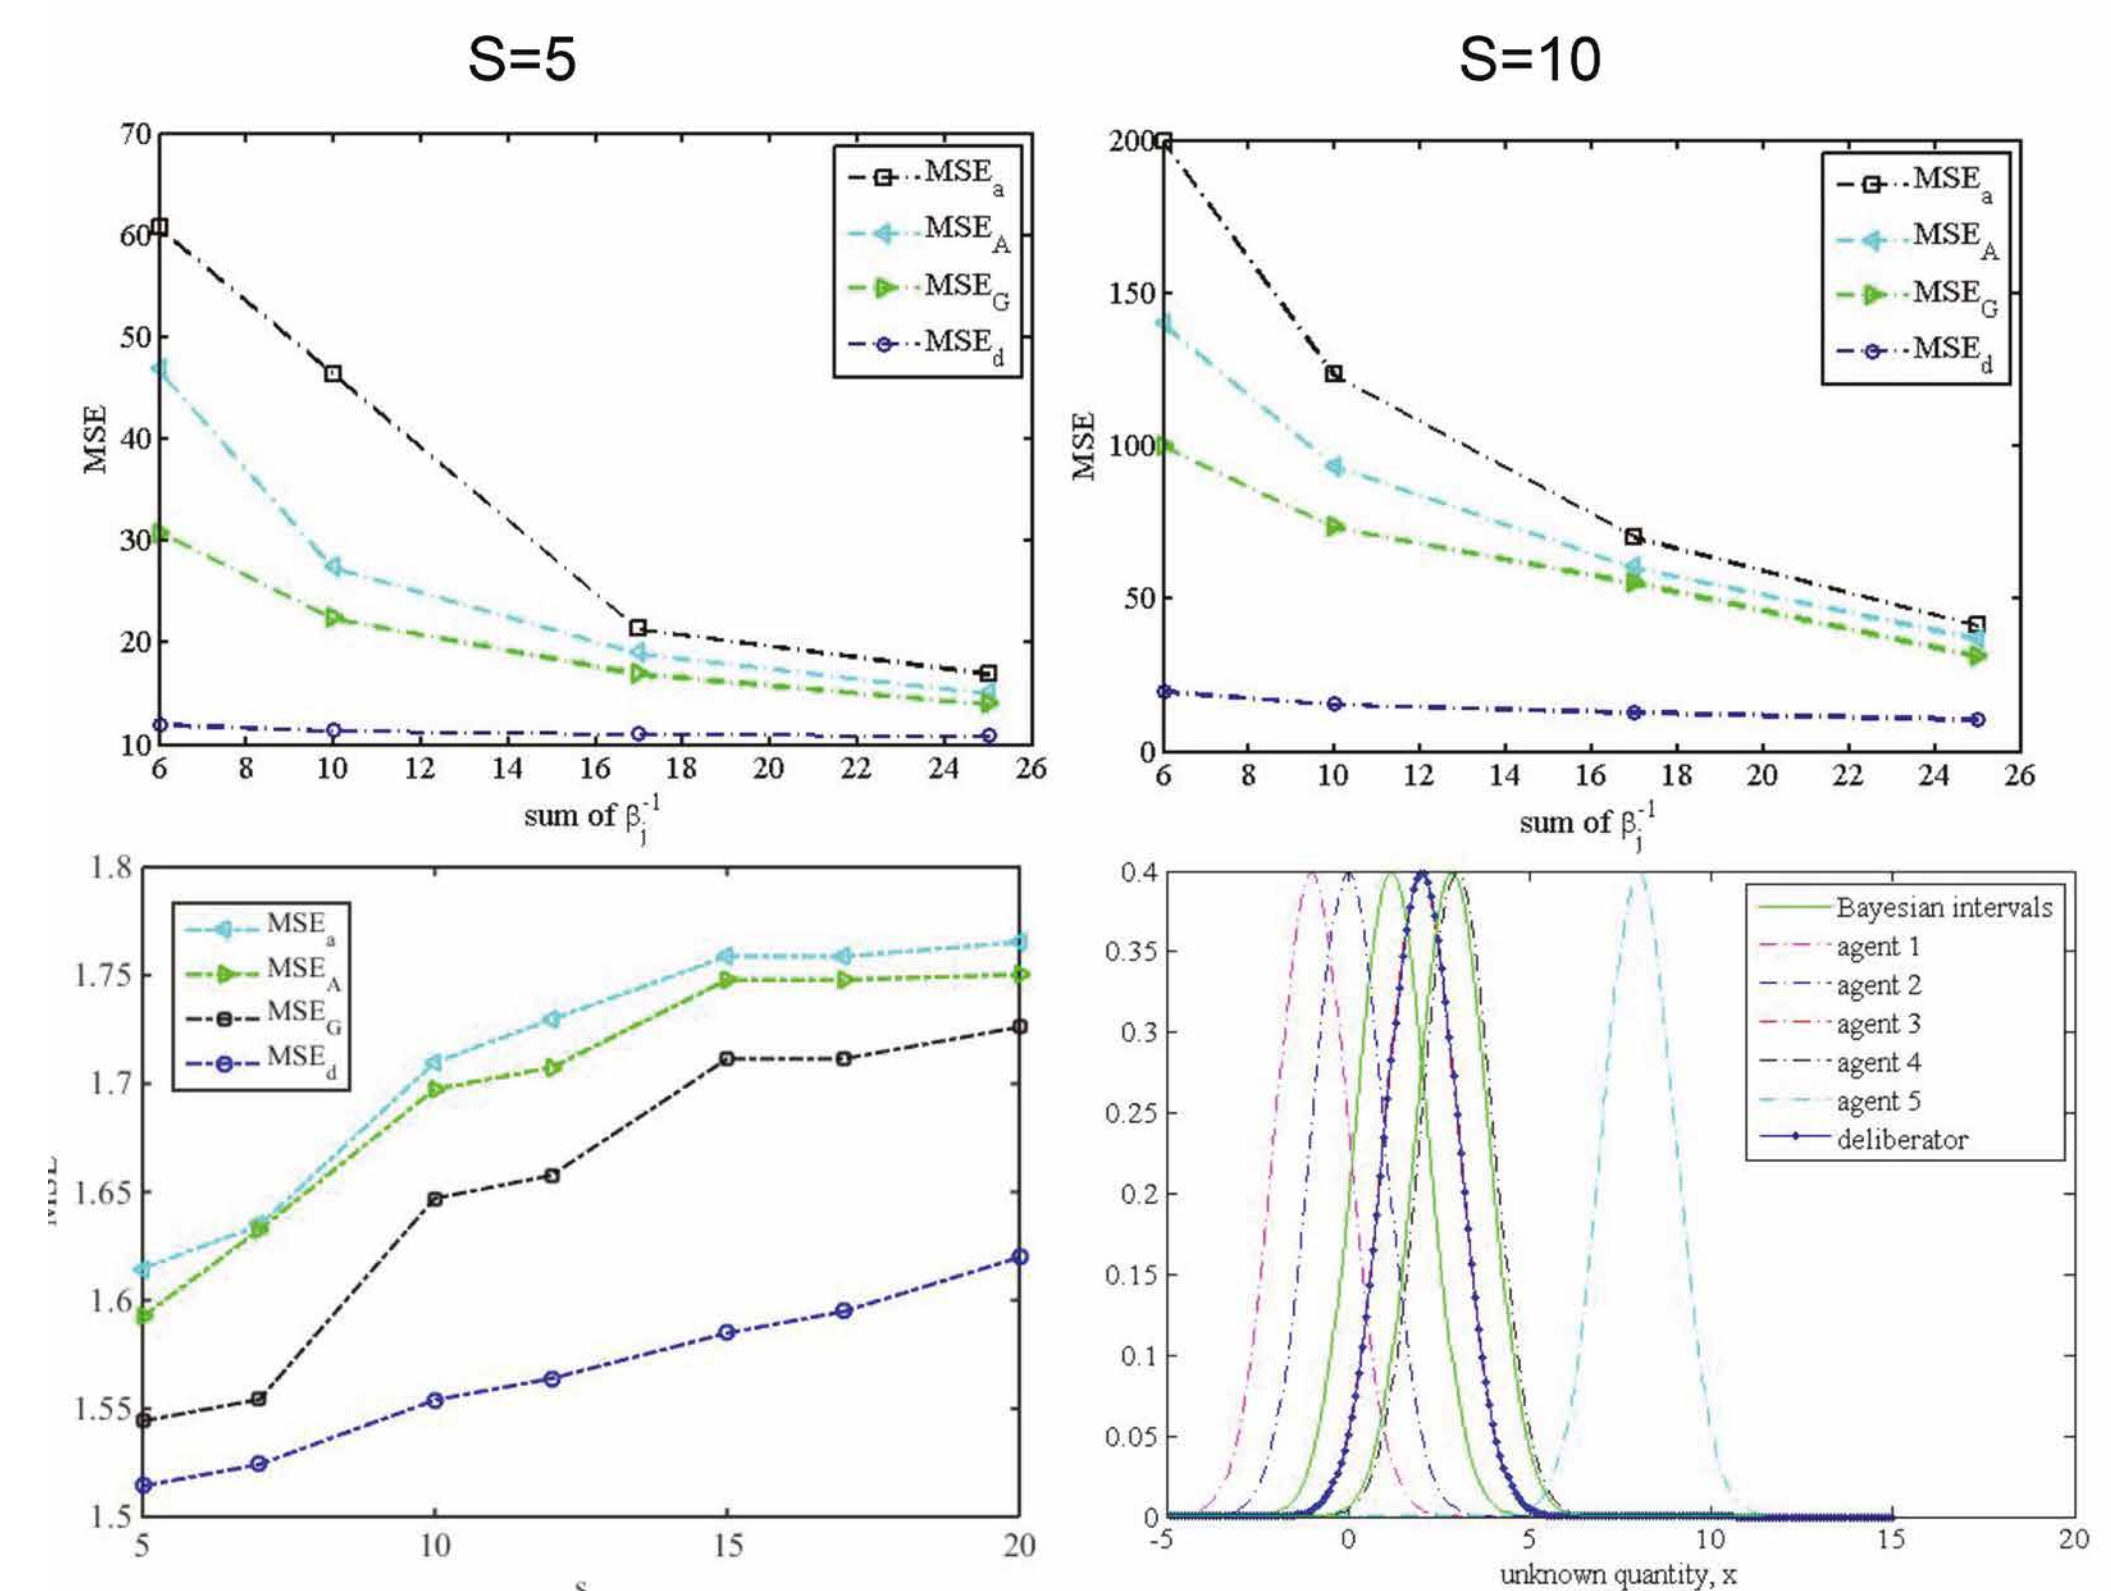 S=5
S=10
70
60
50
40
30
20
10
MSE
6 8 10 12 14 16 18 20 22 24 26
sum of β_j^-1
MSE_a
MSE_A
MSE_G
MSE_d
200
150
100
50
0
MSE
6 8 10 12 14 16 18 20 22 24 26
sum of β_j^-1
MSE_a
MSE_A
MSE_G
MSE_d
1.8
1.75
1.7
1.65
1.6
1.55
1.5
5 10 15 20
MSE_a
MSE_A
MSE_G
MSE_d
0.4
0.35
0.3
0.25
0.2
0.15
0.1
0.05
0
-5 0 5 10 15 20
unknown quantity, x
Bayesian intervals
agent 1
agent 2
agent 3
agent 4
agent 5
deliberator